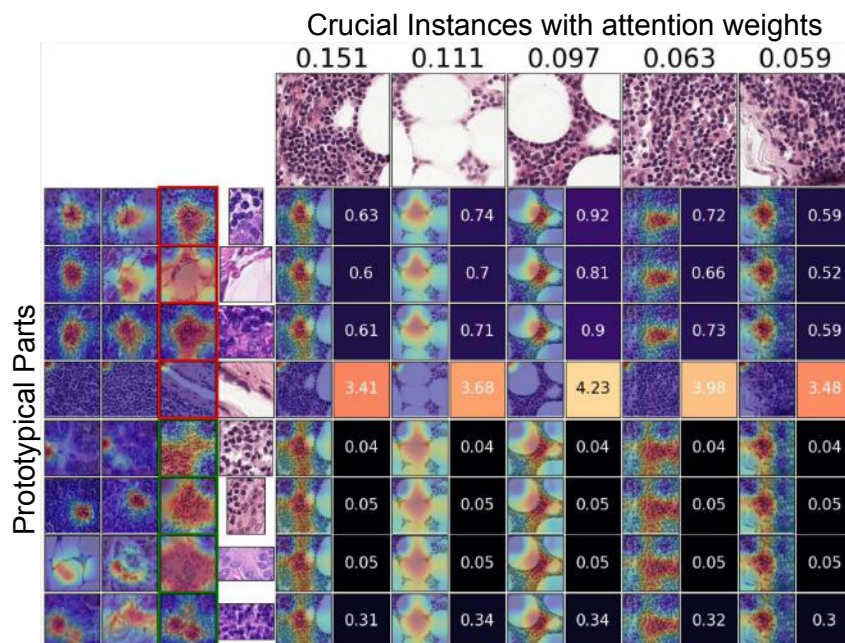 Crucial Instances with attention weights
0.151 0.111 0.097 0.063 0.059
Prototypical Parts
0.63 0.74 0.92 0.72 0.59
0.6 0.7 0.81 0.66 0.52
0.61 0.71 0.9 0.73 0.59
3.41 3.68 4.23 3.98 3.48
0.04 0.04 0.04 0.04 0.04
0.05 0.05 0.05 0.05 0.05
0.05 0.05 0.05 0.05 0.05
0.31 0.34 0.34 0.32 0.3